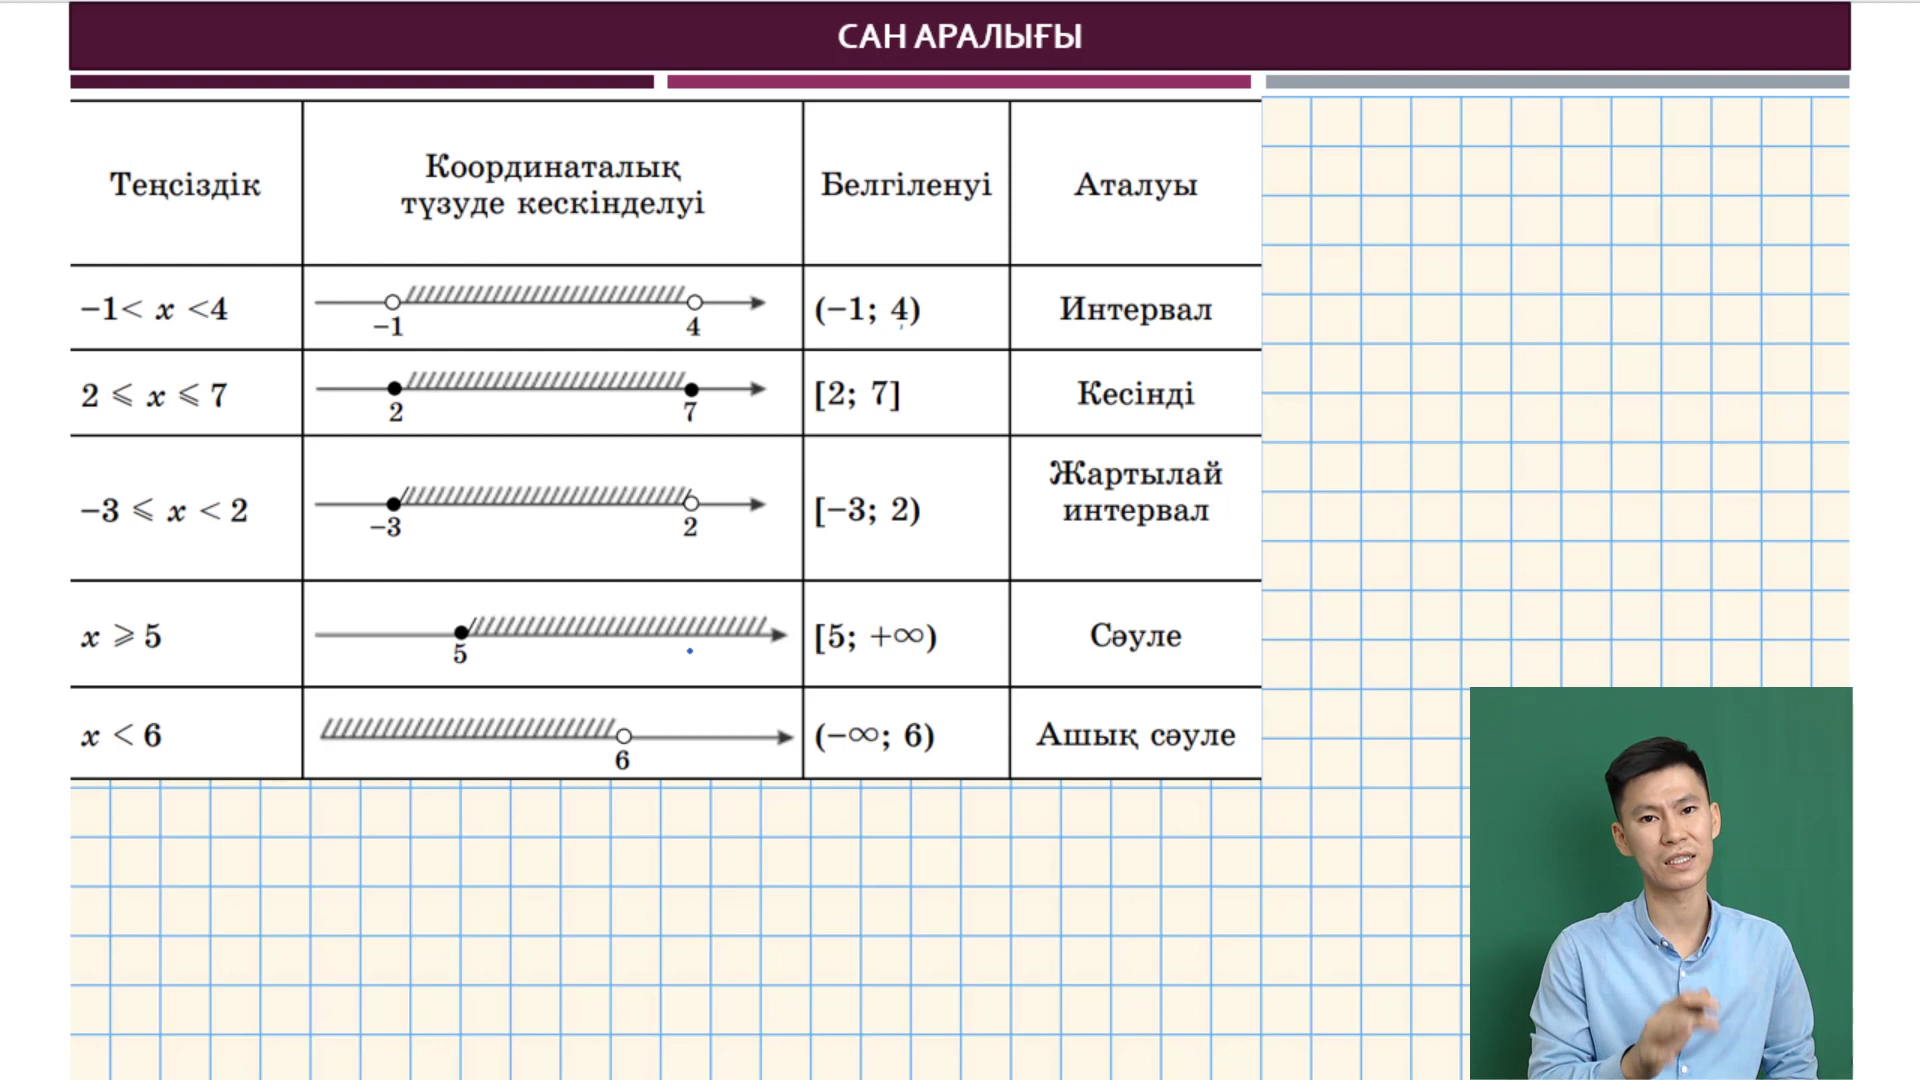 САН АРАЛЫҒЫ
Теңсіздік
Координаталық
түзуде кескінделуі
Белгіленуі
Аталуы
−1< x <4
−1 4
(−1; 4)
Интервал
2 ⩽ x ⩽ 7
2 7
[2; 7]
Кесінді
−3 ⩽ x < 2
−3 2
[−3; 2)
Жартылай
интервал
x ⩾ 5
5
[5; +∞)
Сәуле
x < 6
6
(−∞; 6)
Ашық сәуле